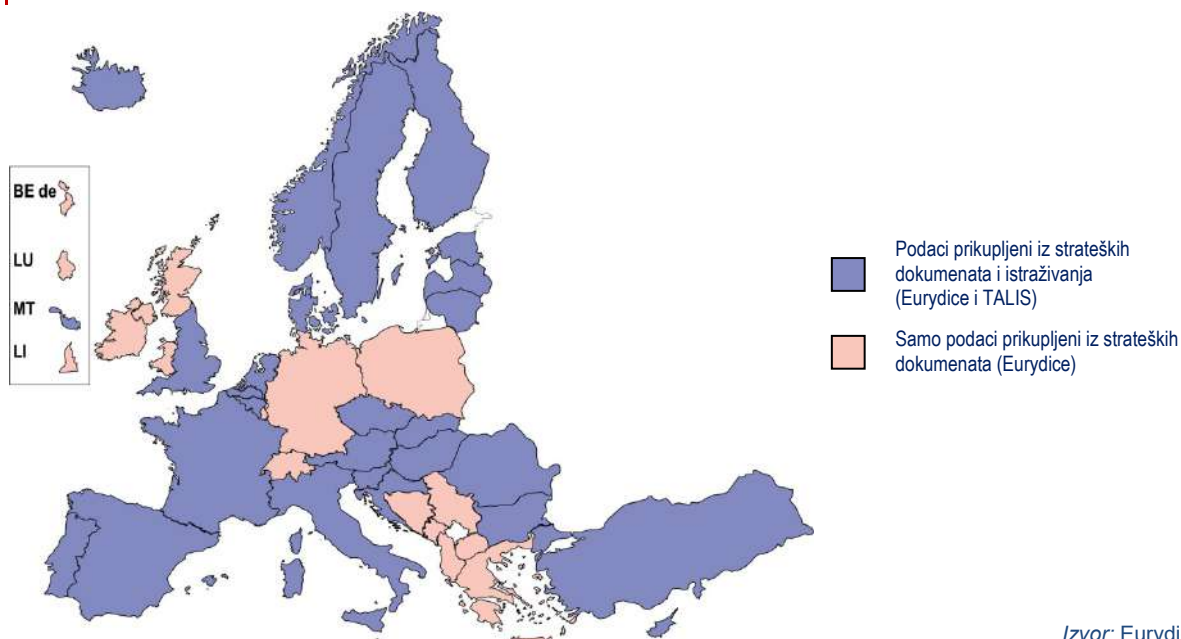 BE de
LU
MT
LI
Podaci prikupljeni iz strateških
dokumenata i istraživanja
(Eurydice i TALIS)
Samo podaci prikupljeni iz strateških
dokumenata (Eurydice)
Izvor: Eurydi